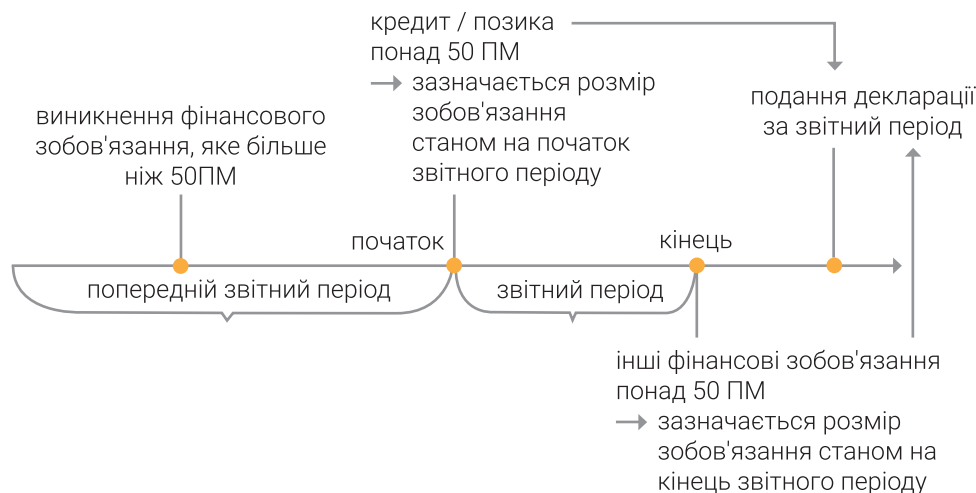 кредит / позика
понад 50 ПМ
зазначається розмір
зобов'язання
станом на початок
звітного періоду
виникнення фінансового
зобов'язання, яке більше
ніж 50ПМ
подання декларації
за звітний період
початок
кінець
попередній звітний період
звітний період
інші фінансові зобов'язання
понад 50 ПМ
зазначається розмір
зобов'язання станом на
кінець звітного періоду